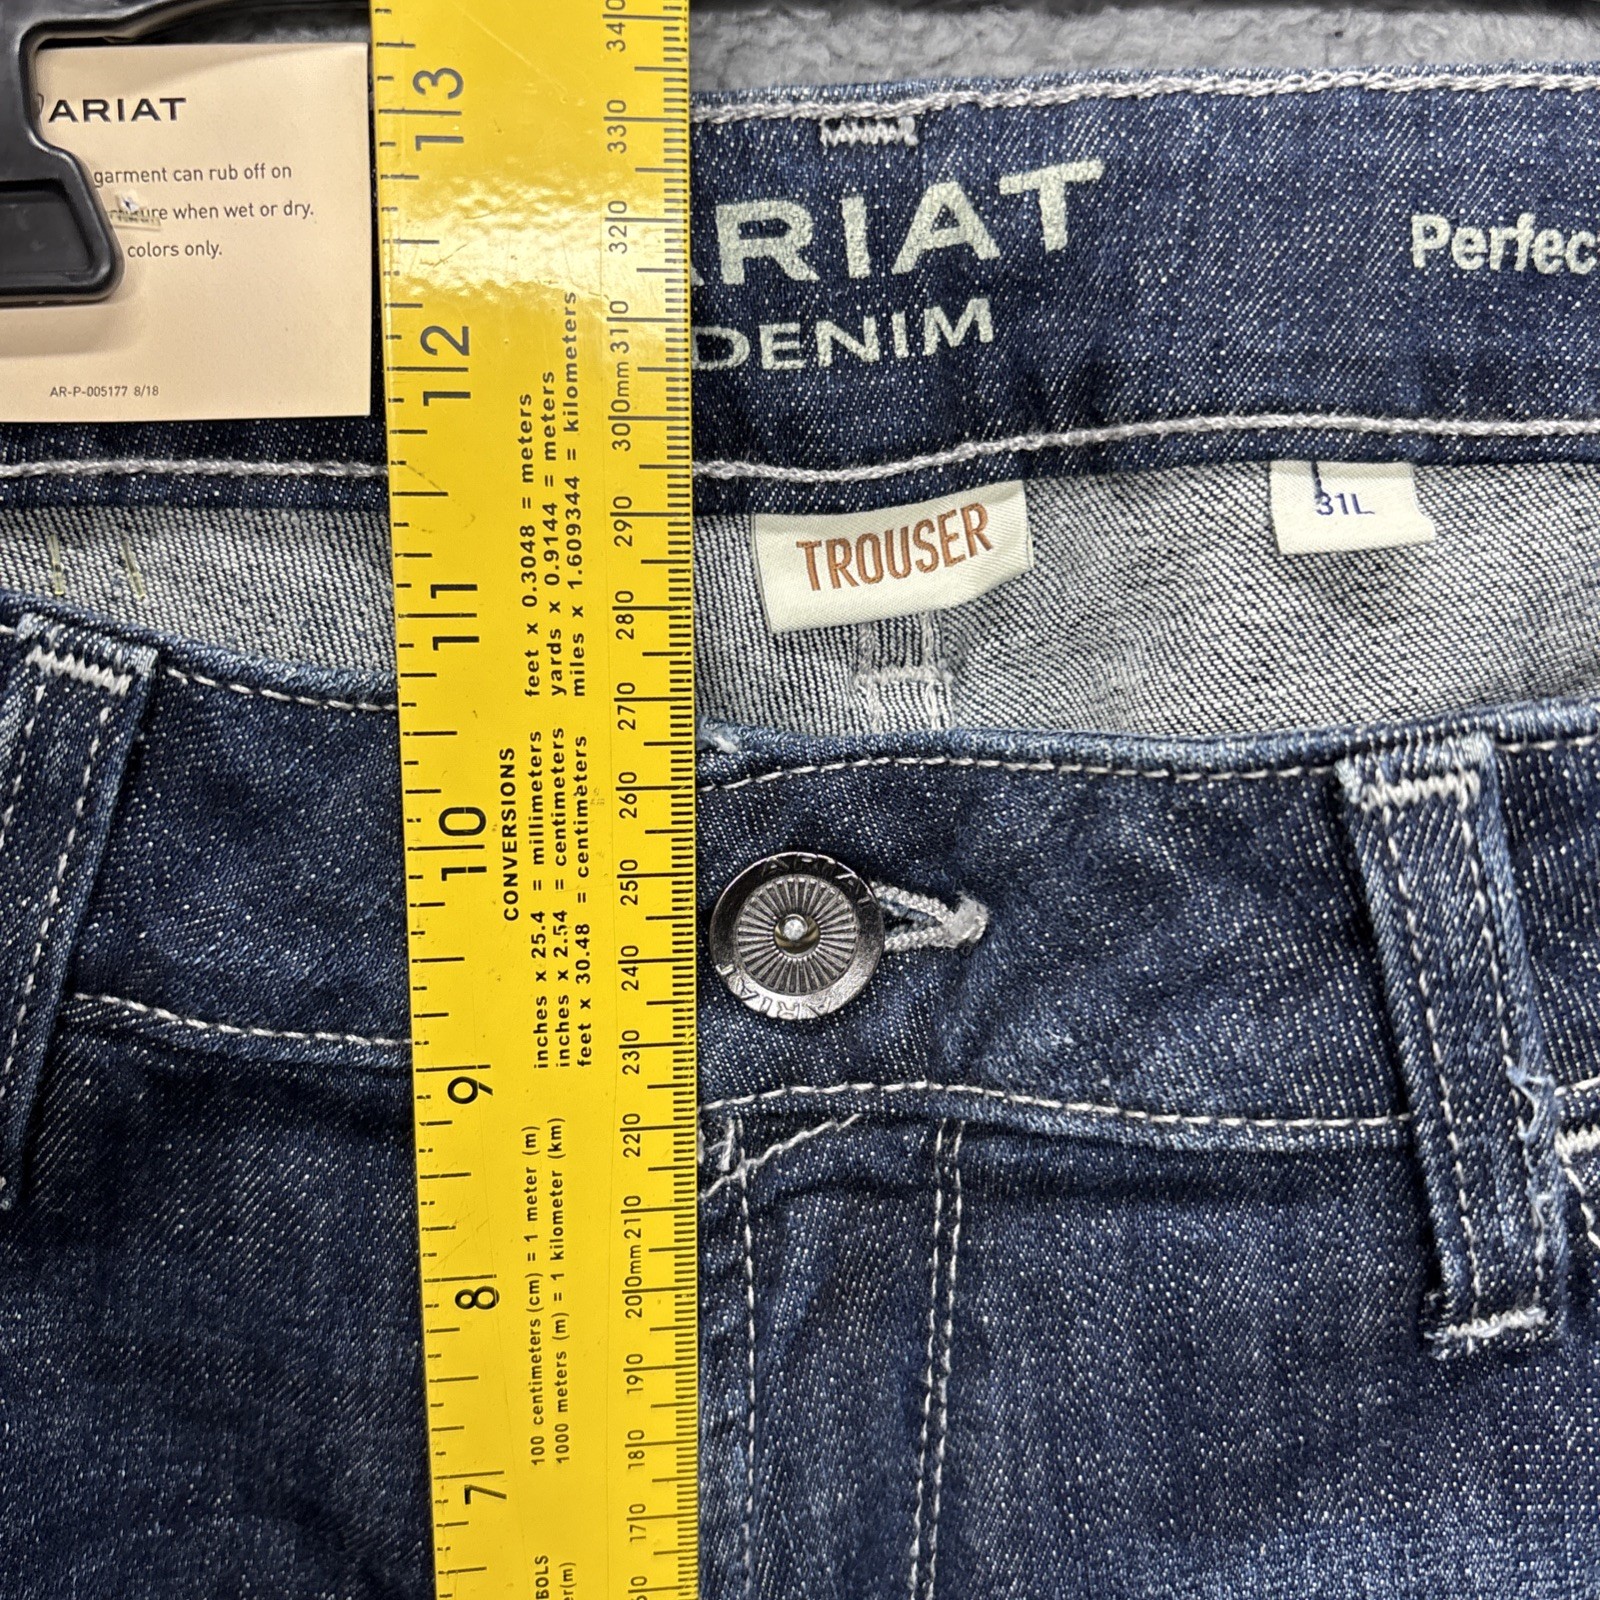 ARIAT
garment can rub off on
when wet or dry.
colors only.
AR-P-005177 8/18
RIAT
DENIM
Perfec
TROUSER
31L
ARIAT
ARIAT
13
12
11
10
9
8
7
CONVERSIONS
inches x 25.4 = millimeters
inches x 2.54 = centimeters
feet x 30.48 = centimeters
feet x 0.3048 = meters
yards x 0.9144 = meters
miles x 1.609344 = kilometers
100 centimeters (cm) = 1 meter (m)
1000 meters (m) = 1 kilometer (km)
BOLS
er(m)
340
330
320
310
300mm
290
280
270
260
250
240
230
220
210
200mm
190
180
170